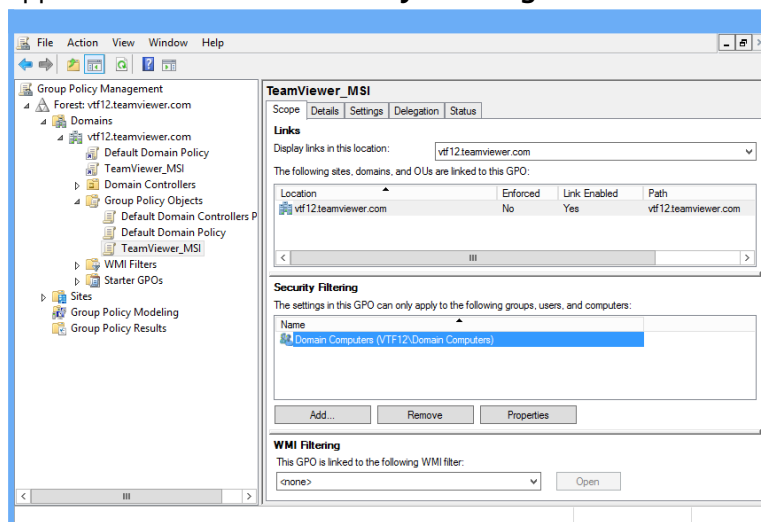 File Action View Window Help
Group Policy Management
Forest: vtf12.teamviewer.com
Domains
vtf12.teamviewer.com
Default Domain Policy
TeamViewer_MSI
Domain Controllers
Group Policy Objects
Default Domain Controllers P
Default Domain Policy
TeamViewer_MSI
WMI Filters
Starter GPOs
Sites
Group Policy Modeling
Group Policy Results
TeamViewer_MSI
Scope Details Settings Delegation Status
Links
Display links in this location: vtf12.teamviewer.com
The following sites, domains, and OUs are linked to this GPO:
Location Enforced Link Enabled Path
vtf12.teamviewer.com No Yes vtf12.teamviewer.com
Security Filtering
The settings in this GPO can only apply to the following groups, users, and computers:
Name
Domain Computers (VTF12\Domain Computers)
Add... Remove Properties
WMI Filtering
This GPO is linked to the following WMI filter:
<none> Open